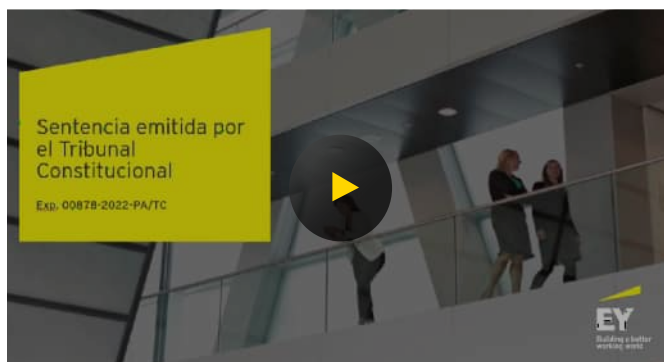 Sentencia emitida por
el Tribunal
Constitucional
Exp. 00878-2022-PA/TC
EY
Building a better
working world